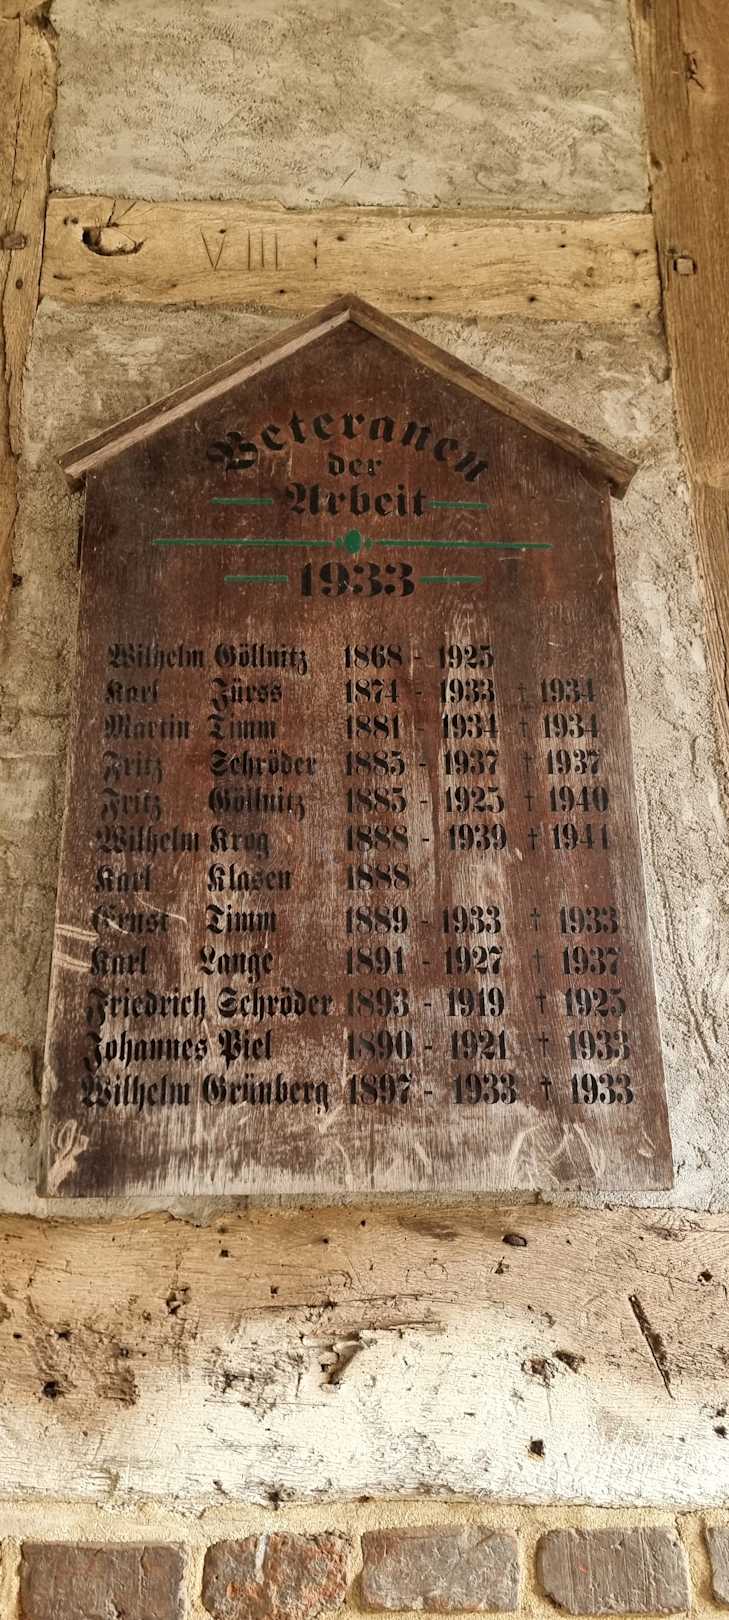 VIII
Veteranen
der
Arbeit
1933
Wilhelm Göllnitz 1868 - 1925
Karl Fürss 1874 - 1933 † 1934
Martin Timm 1881 - 1934 † 1934
Fritz Schröder 1885 - 1937 † 1937
Fritz Göllnitz 1885 - 1925 † 1940
Wilhelm Krog 1888 - 1939 † 1941
Karl Klasen 1888
Ernst Timm 1889 - 1933 † 1933
Karl Lange 1891 - 1927 † 1937
Friedrich Schröder 1893 - 1919 † 1925
Johannes Piel 1890 - 1921 † 1933
Wilhelm Grünberg 1897 - 1933 † 1933